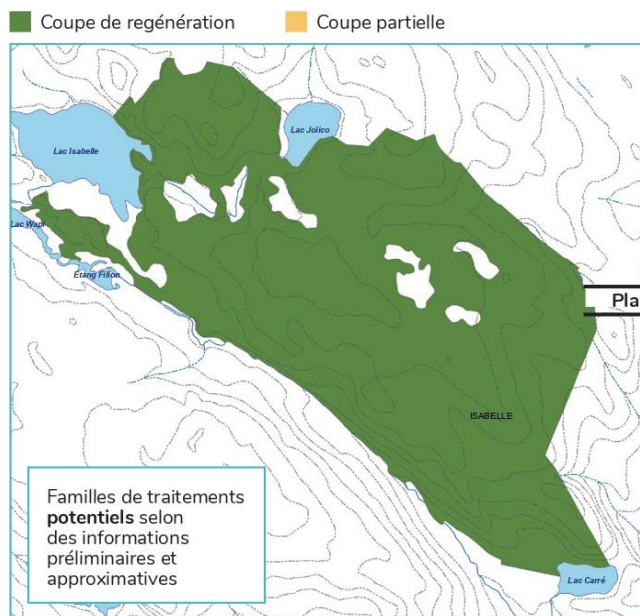 Coupe de regénération
Coupe partielle
Lac Jolico
Lac Isabelle
Lac Wapi
Étang Fillon
Pla
ISABELLE
Familles de traitements
potentiels selon
des informations
préliminaires et
approximatives
Lac Carré